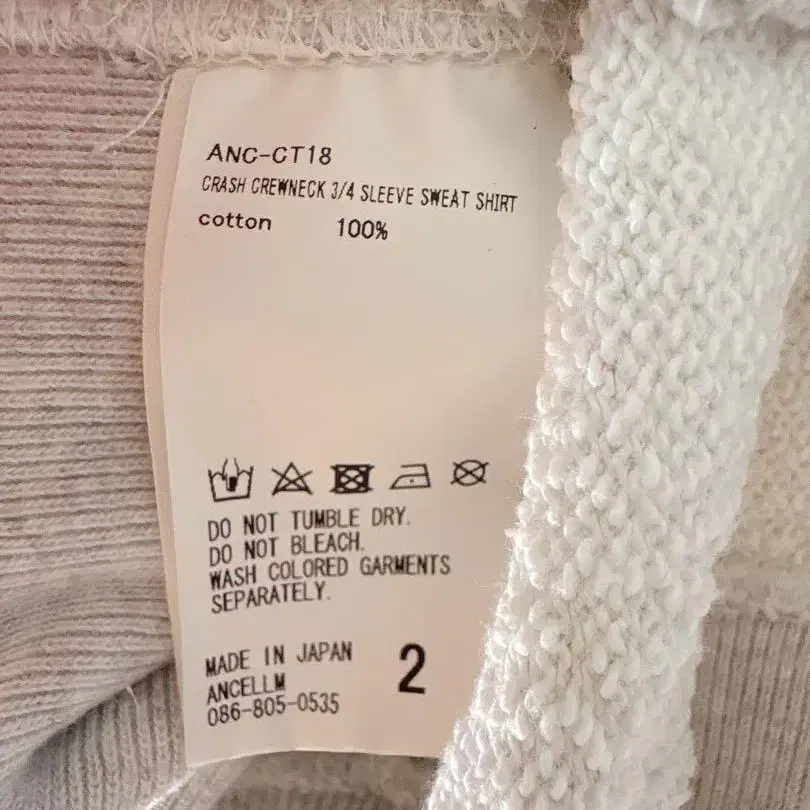 ANC-CT18
CRASH CREWNECK 3/4 SLEEVE SWEAT SHIRT
cotton 100%
DO NOT TUMBLE DRY.
DO NOT BLEACH.
WASH COLORED GARMENTS
SEPARATELY.
MADE IN JAPAN
ANCELLM
086-805-0535
2